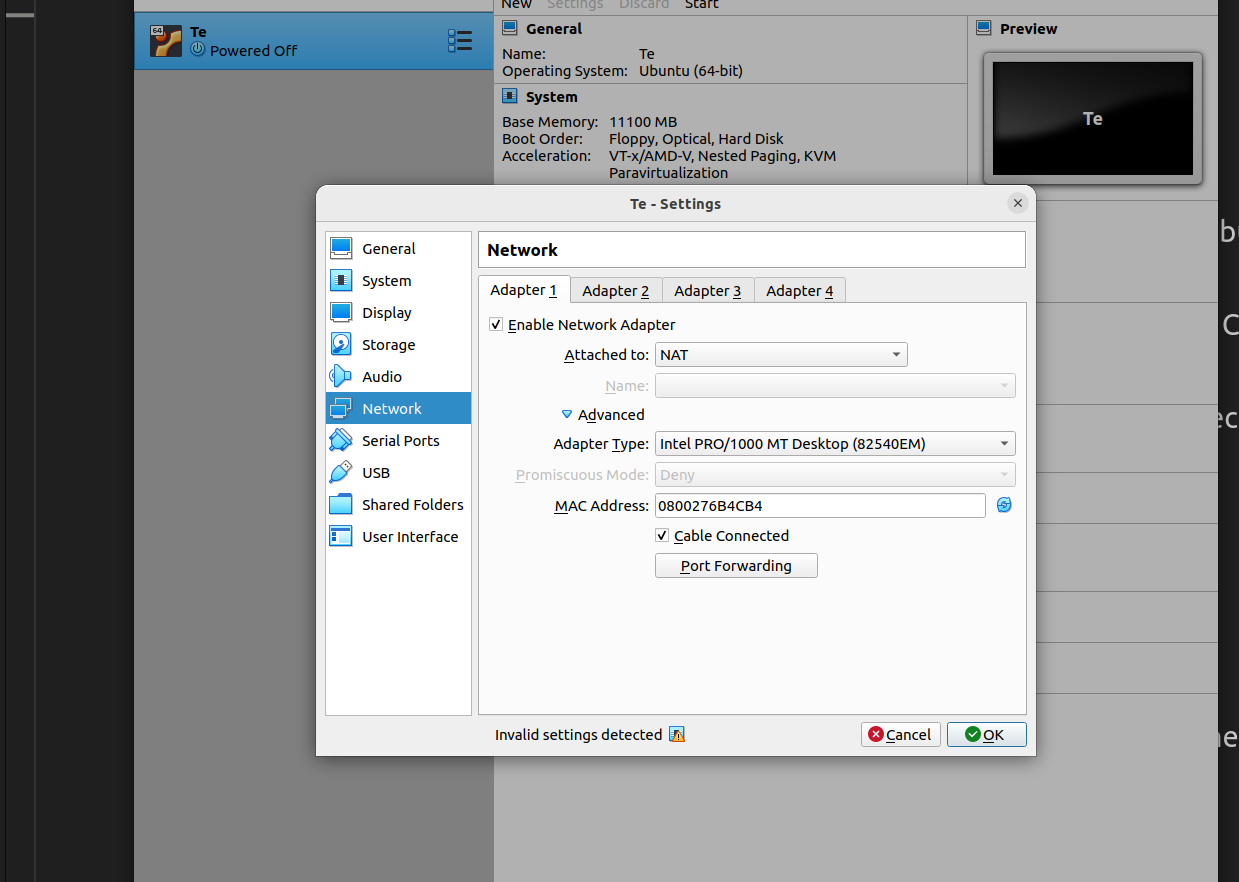 New Settings Discard Start
64
Te
Powered Off
General
Name: Te
Operating System: Ubuntu (64-bit)
System
Base Memory: 11100 MB
Boot Order: Floppy, Optical, Hard Disk
Acceleration: VT-x/AMD-V, Nested Paging, KVM
Paravirtualization
Preview
Te
Te - Settings
General
System
Display
Storage
Audio
Network
Serial Ports
USB
Shared Folders
User Interface
Network
Adapter 1 Adapter 2 Adapter 3 Adapter 4
Enable Network Adapter
Attached to: NAT
Name:
Advanced
Adapter Type: Intel PRO/1000 MT Desktop (82540EM)
Promiscuous Mode: Deny
MAC Address: 0800276B4CB4
Cable Connected
Port Forwarding
Invalid settings detected
Cancel OK